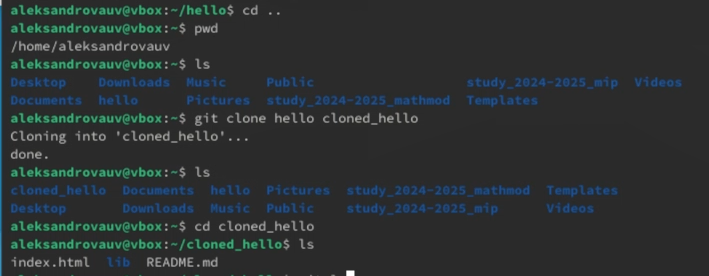 aleksandrovauv@vbox:~/hello$ cd ..
aleksandrovauv@vbox:~$ pwd
/home/aleksandrovauv
aleksandrovauv@vbox:~$ ls
Desktop Downloads Music Public study_2024-2025_mip Videos
Documents hello Pictures study_2024-2025_mathmod Templates
aleksandrovauv@vbox:~$ git clone hello cloned_hello
Cloning into 'cloned_hello'...
done.
aleksandrovauv@vbox:~$ ls
cloned_hello Documents hello Pictures study_2024-2025_mathmod Templates
Desktop Downloads Music Public study_2024-2025_mip Videos
aleksandrovauv@vbox:~$ cd cloned_hello
aleksandrovauv@vbox:~/cloned_hello$ ls
index.html lib README.md